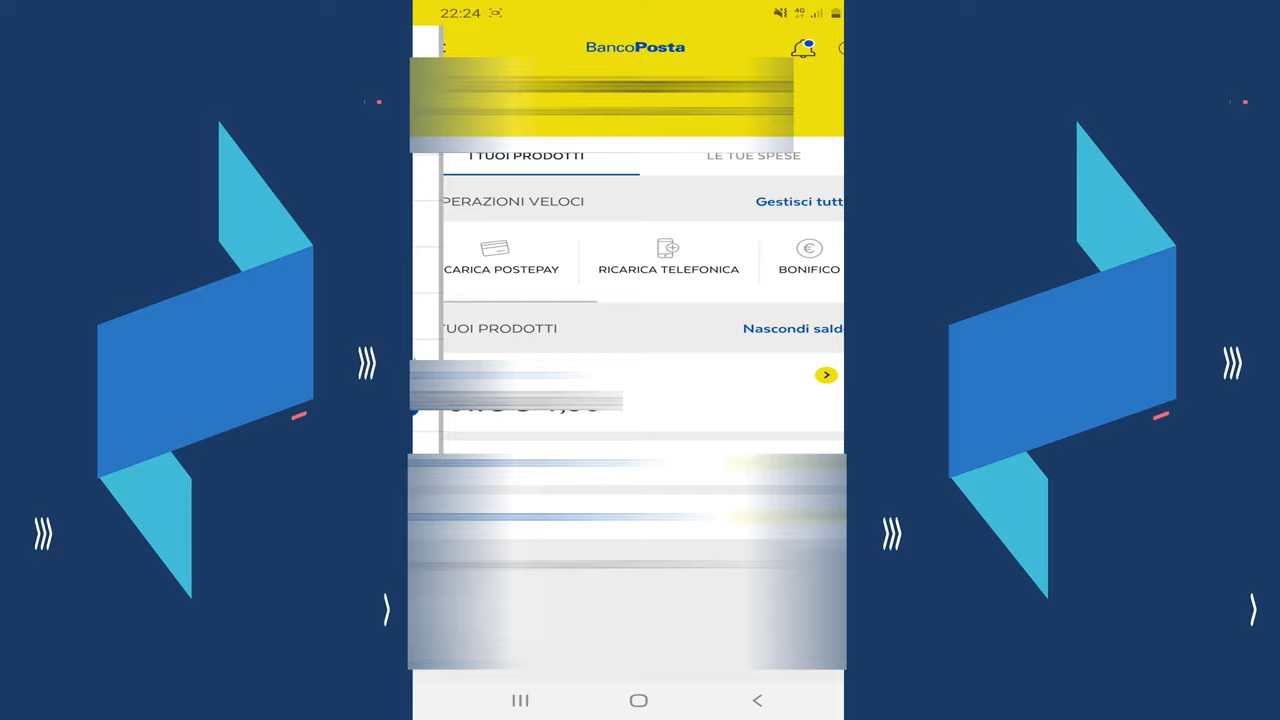 22:24
4G
BancoPosta
I TUOI PRODOTTI
LE TUE SPESE
PERAZIONI VELOCI
Gestisci tutt
CARICA POSTEPAY
RICARICA TELEFONICA
BONIFICO
TUOI PRODOTTI
Nascondi sald